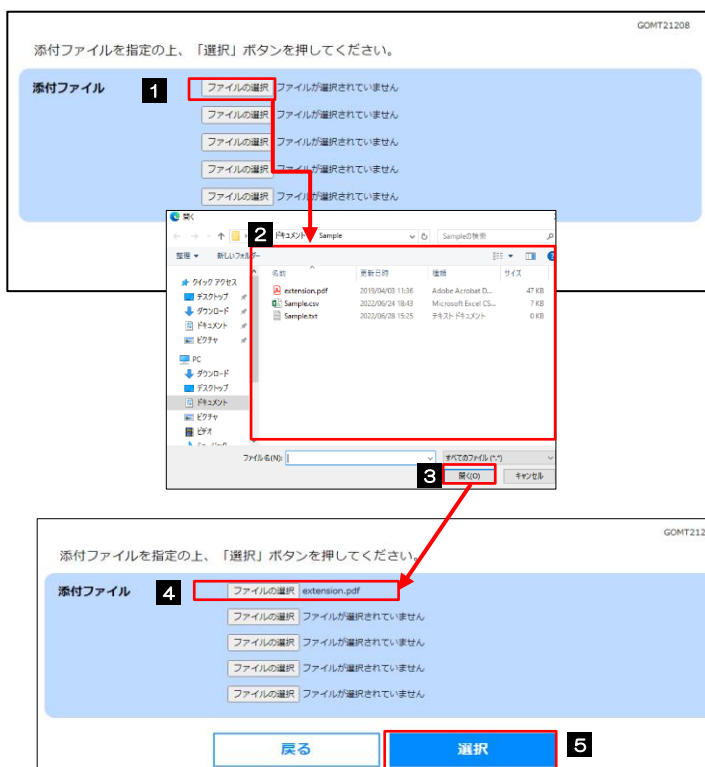 GOMT21208
添付ファイルを指定の上、「選択」ボタンを押してください。
添付ファイル 1 ファイルの選択 ファイルが選択されていません
ファイルの選択 ファイルが選択されていません
ファイルの選択 ファイルが選択されていません
ファイルの選択 ファイルが選択されていません
ファイルの選択 ファイルが選択されていません
開く
2 ドキュメント Sample Sampleの検索
整理 新しいフォルダー
名前 更新日時 種類 サイズ
クイック アクセス
デスクトップ
ダウンロード
ドキュメント
ピクチャ
PC
ダウンロード
デスクトップ
ドキュメント
ピクチャ
ビデオ
extension.pdf 2019/04/03 11:36 Adobe Acrobat D... 47 KB
Sample.csv 2022/06/24 18:43 Microsoft Excel CS... 7 KB
Sample.txt 2022/06/28 15:25 テキスト ドキュメント 0 KB
ファイル名(N): すべてのファイル (*.*)
3 開く(O) キャンセル
GOMT212
添付ファイルを指定の上、「選択」ボタンを押してください。
添付ファイル 4 ファイルの選択 extension.pdf
ファイルの選択 ファイルが選択されていません
ファイルの選択 ファイルが選択されていません
ファイルの選択 ファイルが選択されていません
ファイルの選択 ファイルが選択されていません
戻る 選択 5